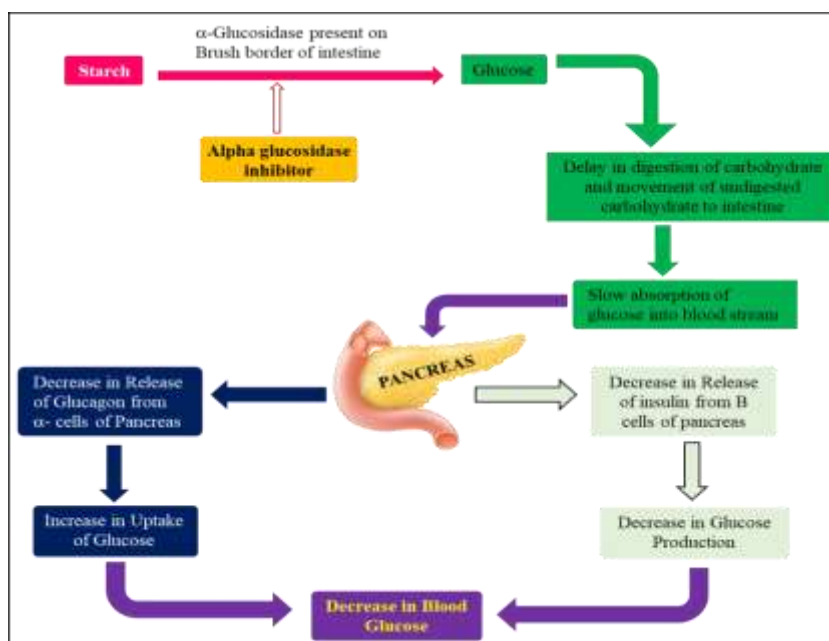 α-Glucosidase present on
Brush border of intestine
Starch
Glucose
Alpha glucosidase
inhibitor
Delay in digestion of carbohydrate
and movement of undigested
carbohydrate to intestine
Slow absorption of
glucose into blood stream
PANCREAS
Decrease in Release
of Glucagon from
α- cells of Pancreas
Decrease in Release
of insulin from B
cells of pancreas
Increase in Uptake
of Glucose
Decrease in Glucose
Production
Decrease in Blood
Glucose